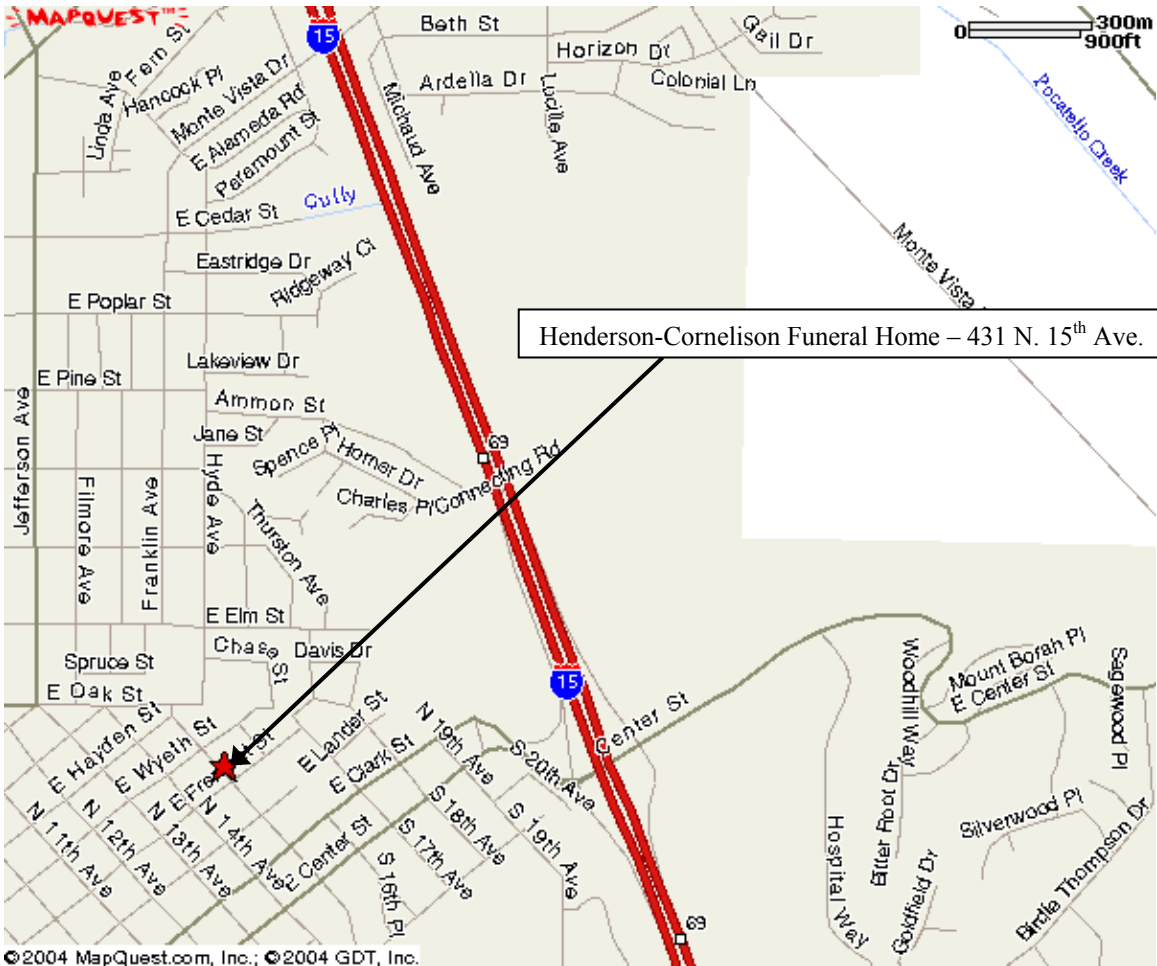 MAPQUEST™
15
Beth St
Gail Dr
0 300m
900ft
Fern St
Horizon Dr
Hancock Pl
Linda Ave
Monte Vista Dr
Ardella Dr
Colonial Ln
Michaud Ave
Lucille Ave
Pocatello Creek
E Alameda Rd
Paramount St
Gully
E Cedar St
Eastridge Dr
Ridgeway Ct
Monte Vista
E Poplar St
Henderson-Cornelison Funeral Home – 431 N. 15th Ave.
Lakeview Dr
E Pine St
Jefferson Ave
Ammon St
Jane St
Spence Pl
Horner Dr
69
Charles Pl/Connecting Rd
Filmore Ave
Franklin Ave
Hyde Ave
Thurston Ave
E Elm St
Chase St
Davis Dr
Spruce St
E Oak St
15
Woodhill Way
Mount Borah Pl
E Center St
Sagewood Pl
E Hayden St
E Wyeth St
E Lander St
N 19th Ave
Center St
E Clark St
S 20th Ave
N 11th Ave
N 12th Ave
N 13th Ave
N 14th Ave
E Center St
S 16th Pl
S 17th Ave
S 18th Ave
S 19th Ave
Hospital Way
Bitter Root Dr
Goldfield Dr
Silverwood Pl
Birdie Thompson Dr
69
©2004 MapQuest.com, Inc.; ©2004 GDT, Inc.